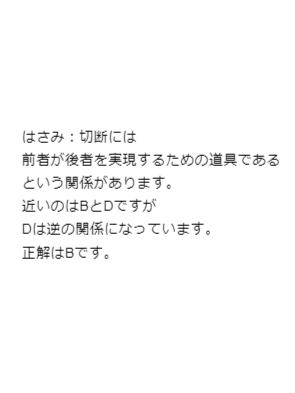 はさみ：切断には
前者が後者を実現するための道具である
という関係があります。
近いのはBとDですが
Dは逆の関係になっています。
正解はBです。